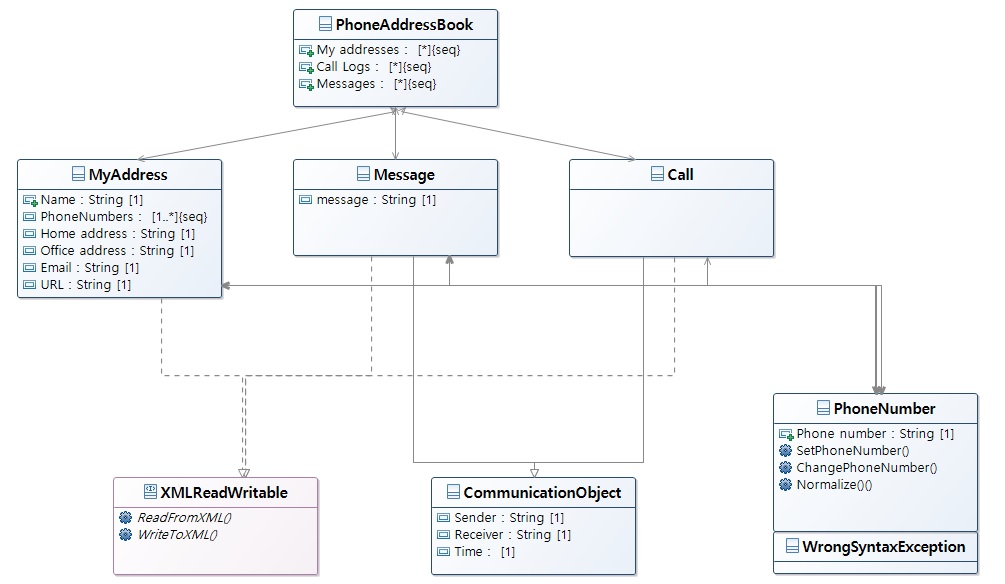 PhoneAddressBook
My addresses : [*]{seq}
Call Logs : [*]{seq}
Messages : [*]{seq}
MyAddress
Name : String [1]
PhoneNumbers : [1..*]{seq}
Home address : String [1]
Office address : String [1]
Email : String [1]
URL : String [1]
Message
message : String [1]
Call
PhoneNumber
Phone number : String [1]
SetPhoneNumber()
ChangePhoneNumber()
Normalize()()
WrongSyntaxException
XMLReadWritable
ReadFromXML()
WriteToXML()
CommunicationObject
Sender : String [1]
Receiver : String [1]
Time : [1]